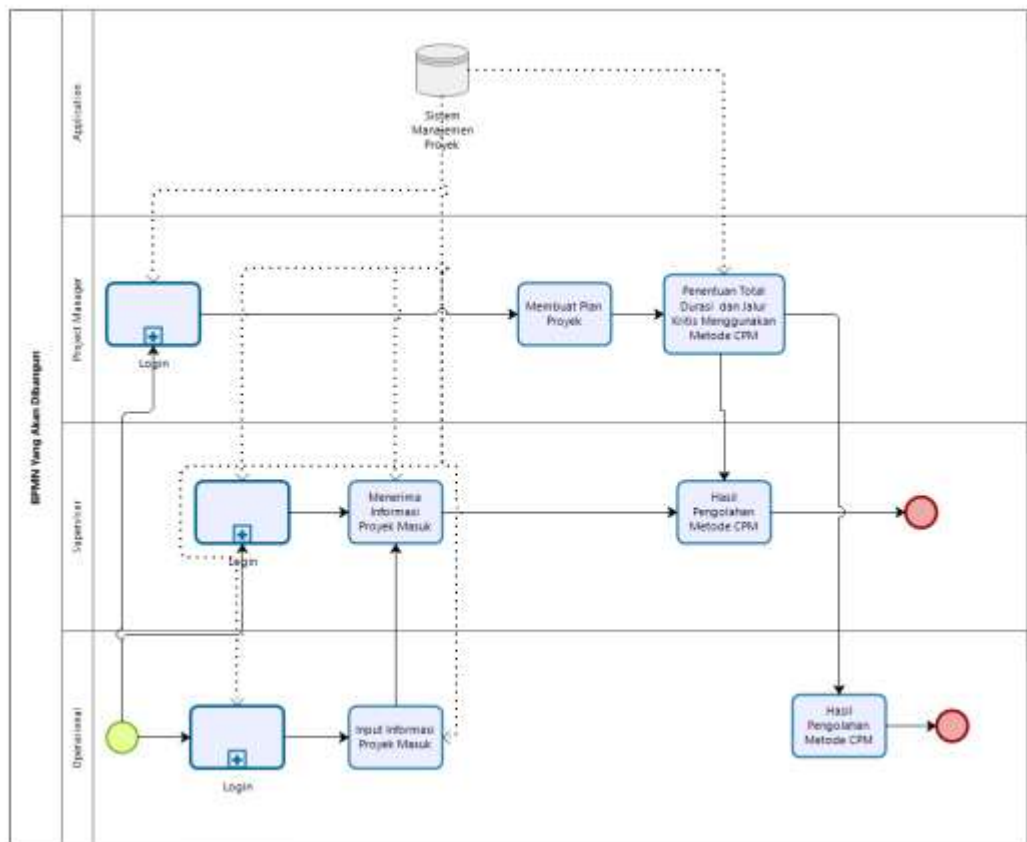 BPMN Yang Akan Dibangun
Application
Sistem
Manajemen
Proyek
Project Manager
Login
Membuat Plan
Proyek
Penentuan Total
Durasi dan Jalur
Kritis Menggunakan
Metode CPM
Supervisor
Login
Menerima
Informasi
Proyek Masuk
Hasil
Pengolahan
Metode CPM
Operasional
Login
Input Informasi
Proyek Masuk
Hasil
Pengolahan
Metode CPM